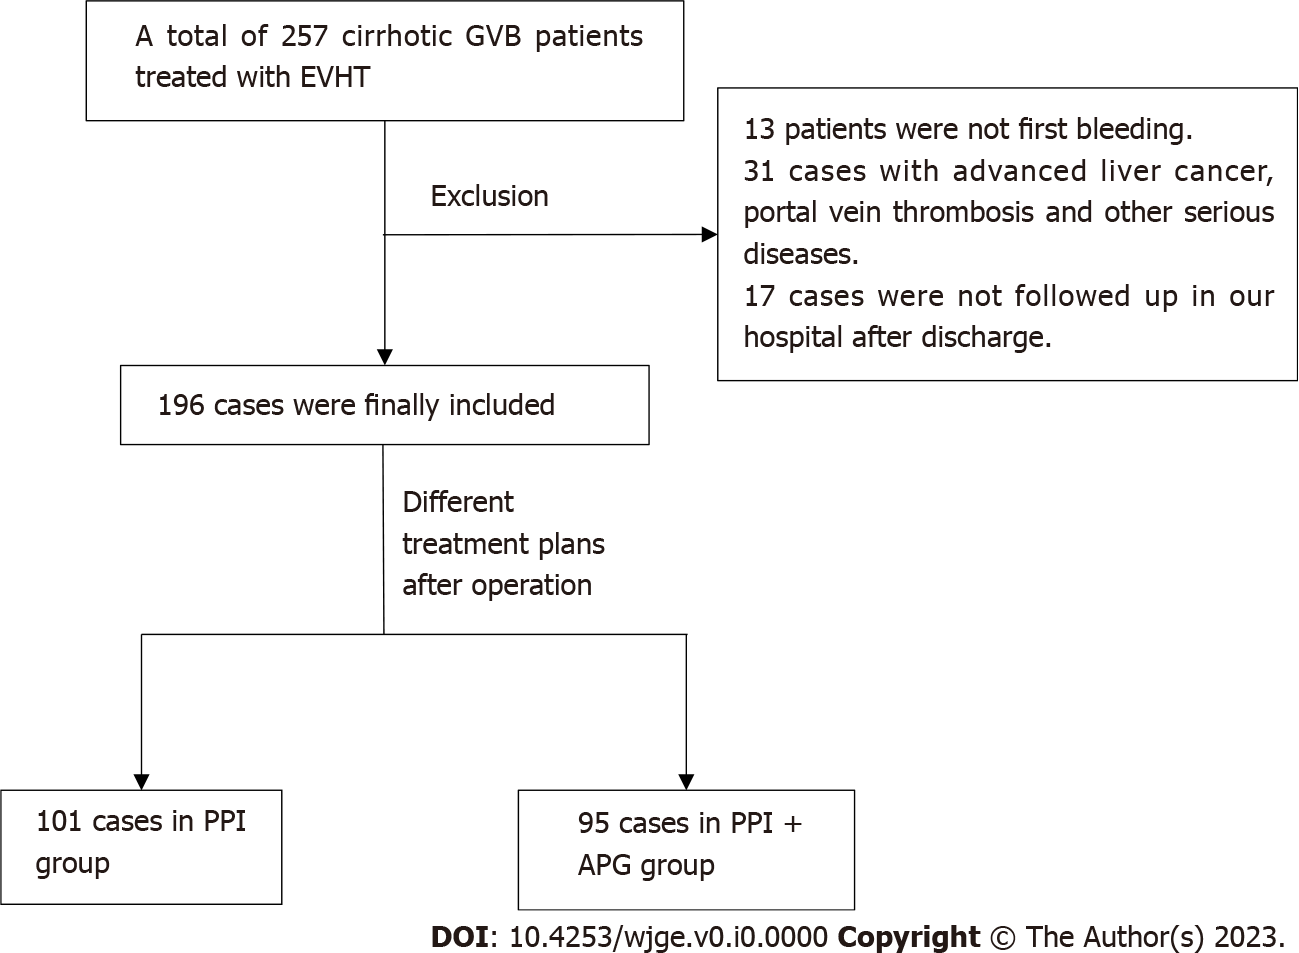 A total of 257 cirrhotic GVB patients
treated with EVHT
Exclusion
13 patients were not first bleeding.
31 cases with advanced liver cancer,
portal vein thrombosis and other serious
diseases.
17 cases were not followed up in our
hospital after discharge.
196 cases were finally included
Different
treatment plans
after operation
101 cases in PPI
group
95 cases in PPI +
APG group
DOI: 10.4253/wjge.v0.i0.0000 Copyright © The Author(s) 2023.